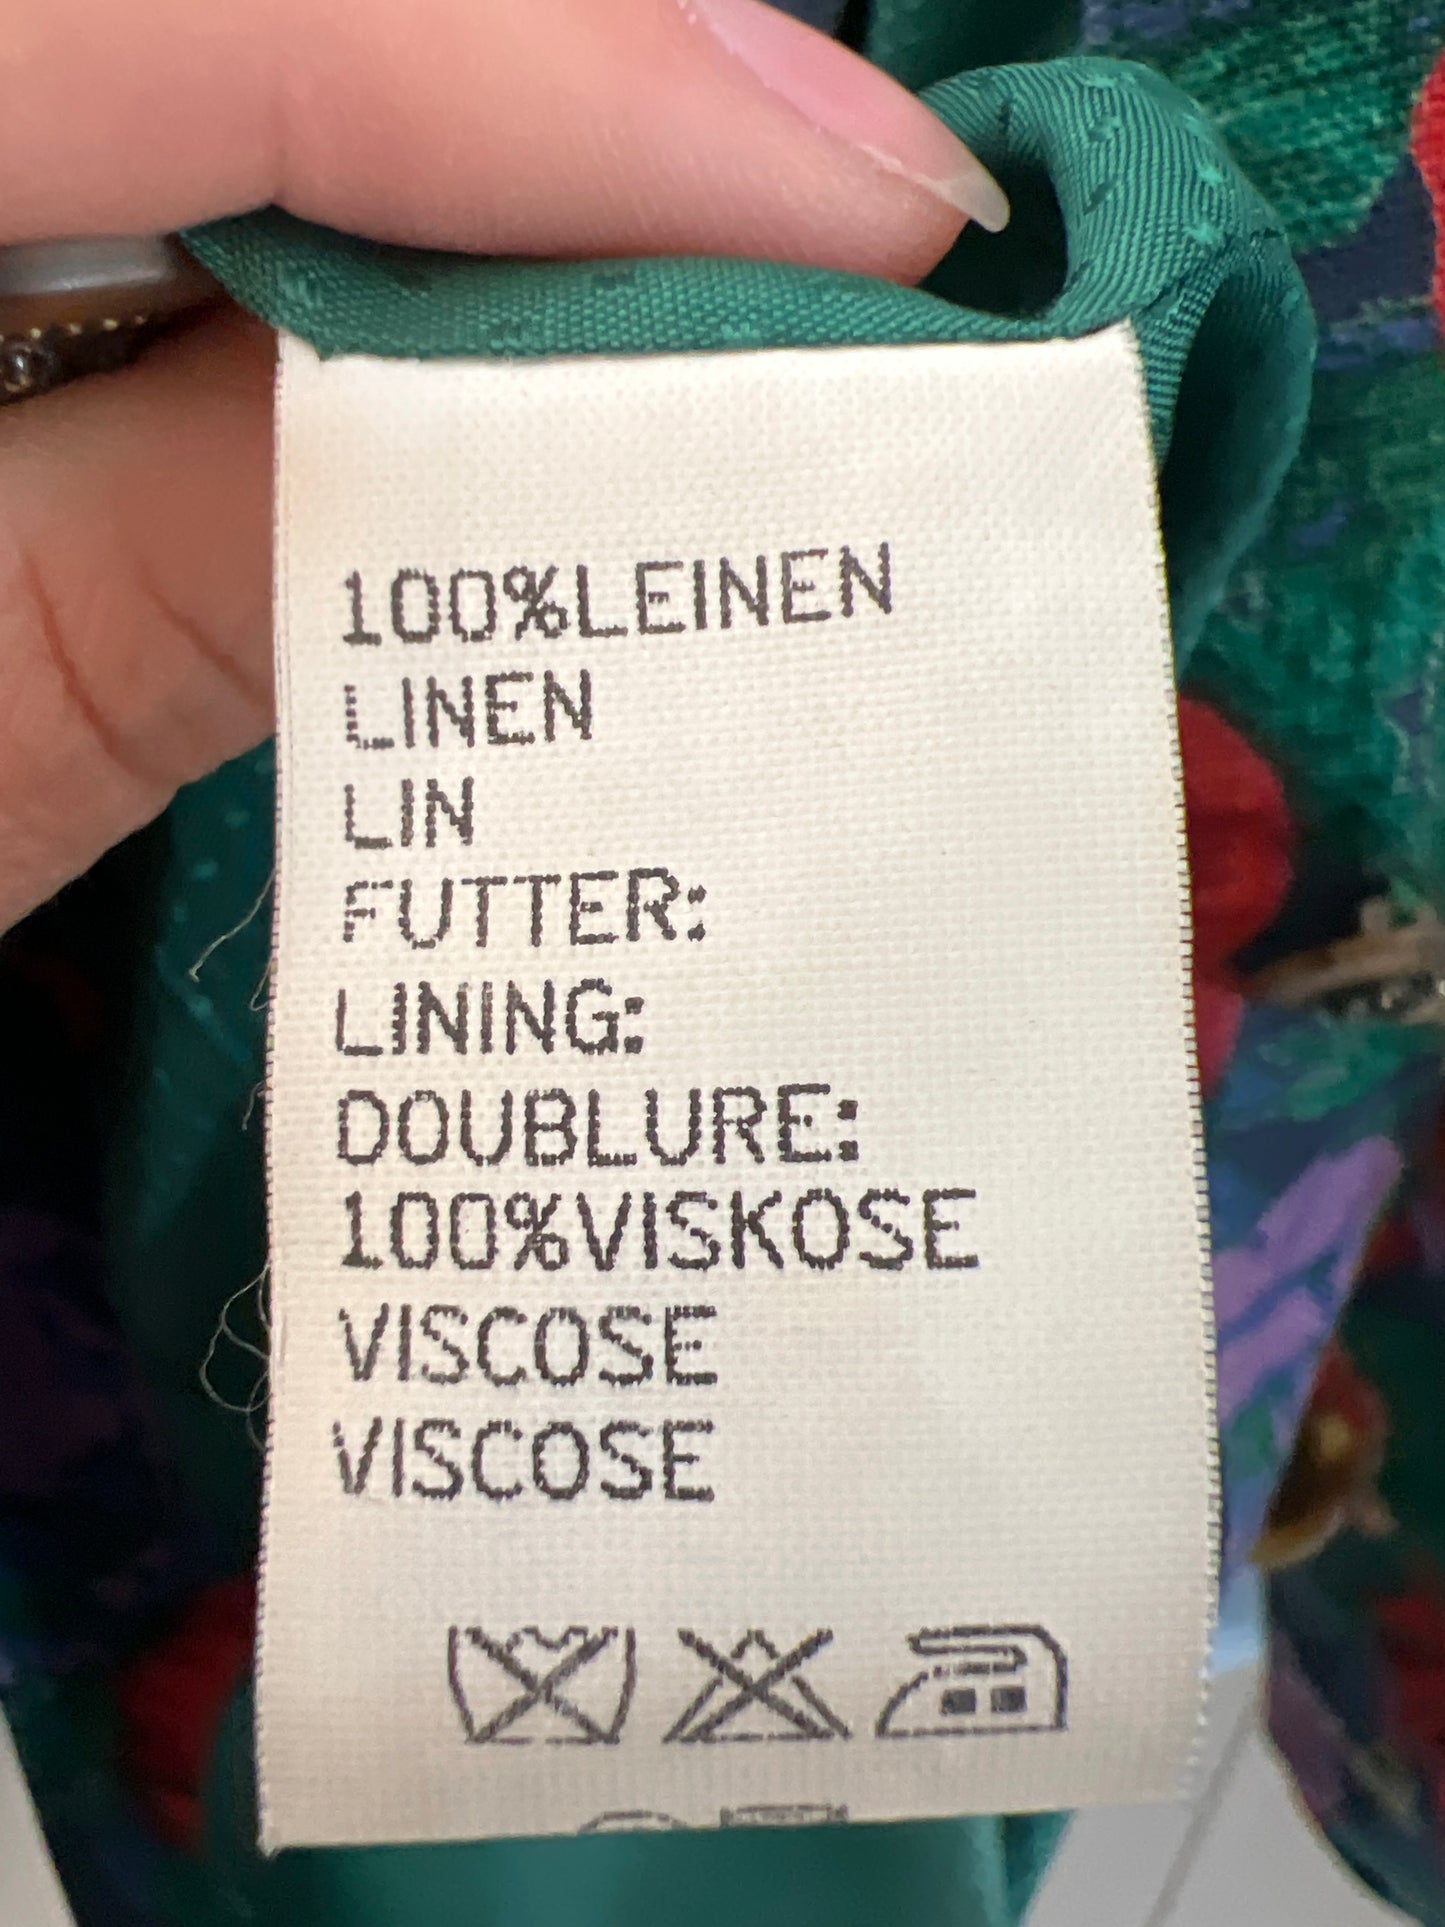 100%LEINEN
LINEN
LIN
FUTTER:
LINING:
DOUBLURE:
100%VISKOSE
VISCOSE
VISCOSE